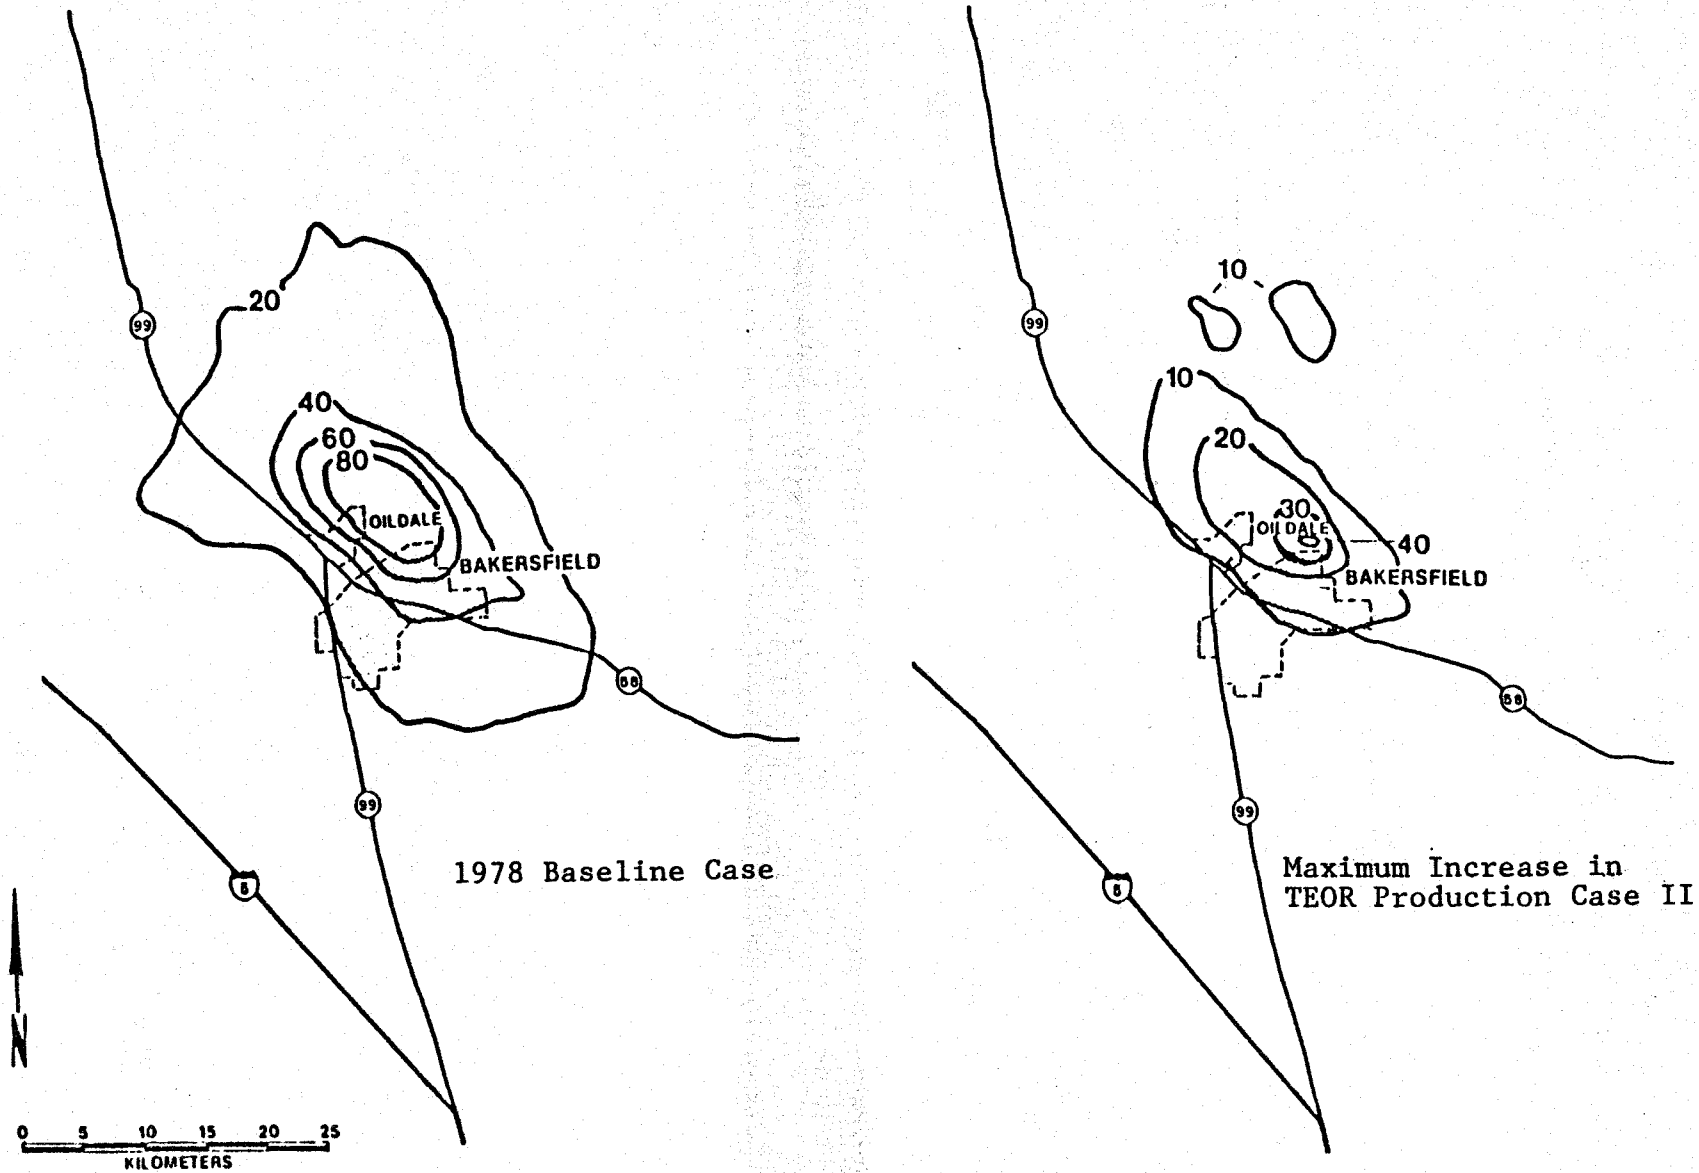 20
99
40
60
80
OILDALE
BAKERSFIELD
58
99
1978 Baseline Case
5
N
0 5 10 15 20 25
KILOMETERS
10
99
10
20
30
OILDALE
40
BAKERSFIELD
58
99
Maximum Increase in
TEOR Production Case II
5